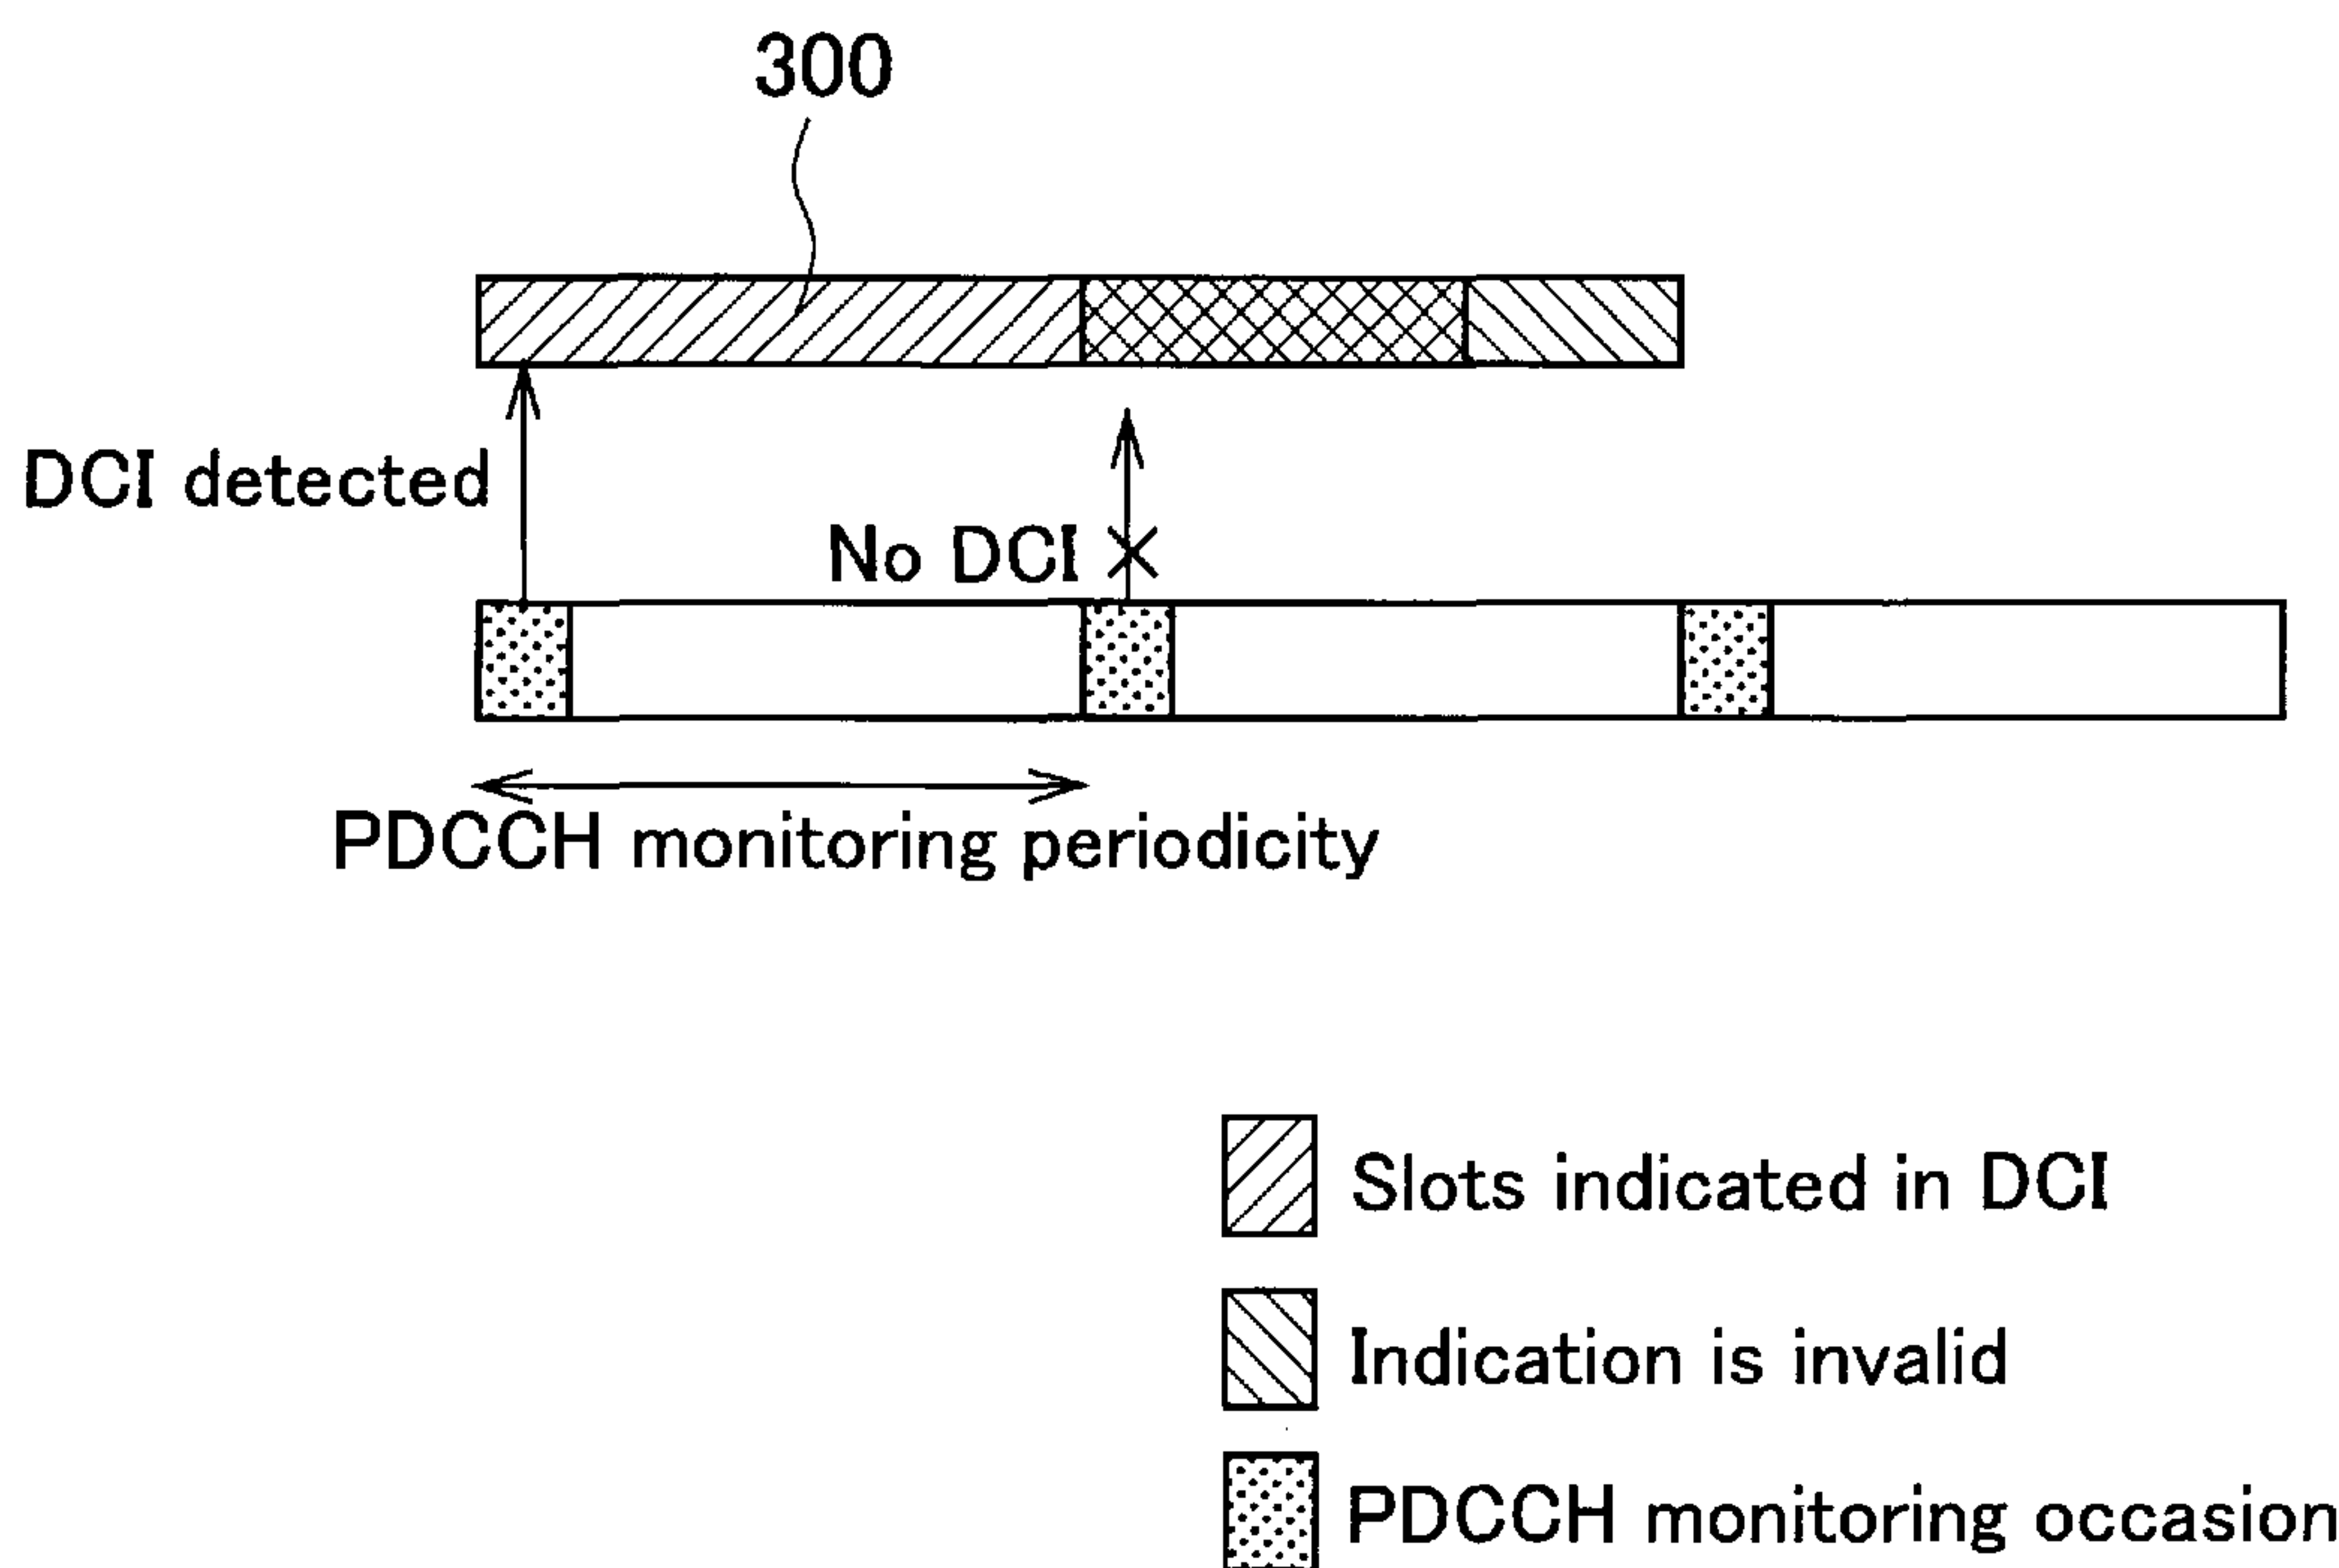 300
DCI detected
No DCI
PDCCH monitoring periodicity
Slots indicated in DCI
Indication is invalid
PDCCH monitoring occasion